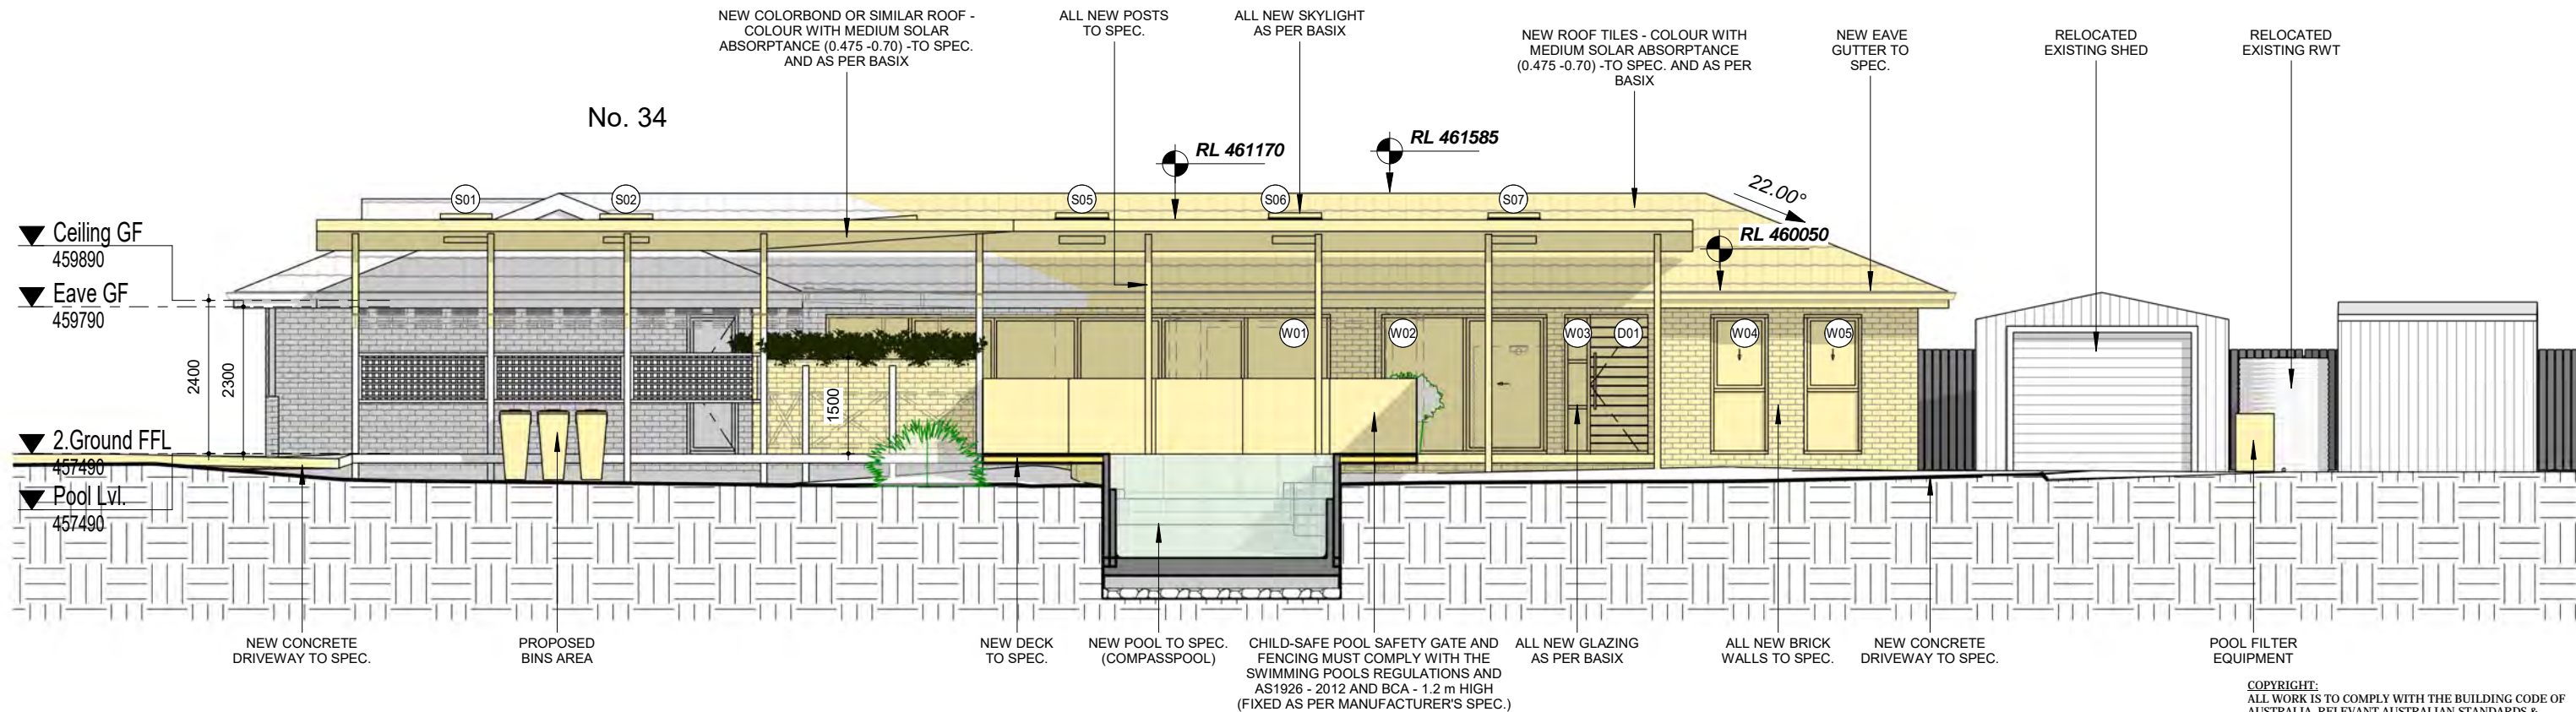 NEW COLORBOND OR SIMILAR ROOF -
COLOUR WITH MEDIUM SOLAR
ABSORPTANCE (0.475 -0.70) -TO SPEC.
AND AS PER BASIX
ALL NEW POSTS
TO SPEC.
ALL NEW SKYLIGHT
AS PER BASIX
NEW ROOF TILES - COLOUR WITH
MEDIUM SOLAR ABSORPTANCE
(0.475 -0.70) -TO SPEC. AND AS PER
BASIX
NEW EAVE
GUTTER TO
SPEC.
RELOCATED
EXISTING SHED
RELOCATED
EXISTING RWT
No. 34
RL 461170
RL 461585
22.00°
RL 460050
S01
S02
S05
S06
S07
Ceiling GF
459890
Eave GF
459790
2400
2300
1500
W01
W02
W03
D01
W04
W05
2.Ground FFL
457490
Pool Lvl.
457490
NEW CONCRETE
DRIVEWAY TO SPEC.
PROPOSED
BINS AREA
NEW DECK
TO SPEC.
NEW POOL TO SPEC.
(COMPASSPOOL)
CHILD-SAFE POOL SAFETY GATE AND
FENCING MUST COMPLY WITH THE
SWIMMING POOLS REGULATIONS AND
AS1926 - 2012 AND BCA - 1.2 m HIGH
(FIXED AS PER MANUFACTURER'S SPEC.)
ALL NEW GLAZING
AS PER BASIX
ALL NEW BRICK
WALLS TO SPEC.
NEW CONCRETE
DRIVEWAY TO SPEC.
POOL FILTER
EQUIPMENT
COPYRIGHT:
ALL WORK IS TO COMPLY WITH THE BUILDING CODE OF
AUSTRALIA, RELEVANT AUSTRALIAN STANDARDS &